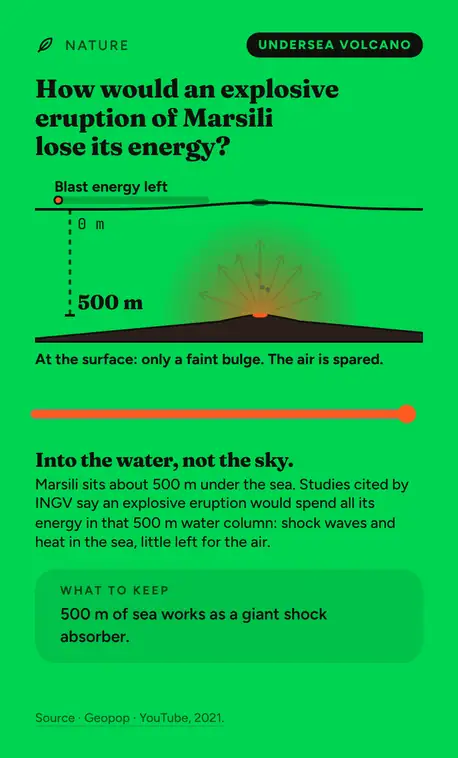 NATURE
UNDERSEA VOLCANO
How would an explosive
eruption of Marsili
lose its energy?
Blast energy left
0 m
500 m
At the surface: only a faint bulge. The air is spared.
Into the water, not the sky.
Marsili sits about 500 m under the sea. Studies cited by
INGV say an explosive eruption would spend all its
energy in that 500 m water column: shock waves and
heat in the sea, little left for the air.
WHAT TO KEEP
500 m of sea works as a giant shock
absorber.
Source · Geopop · YouTube, 2021.